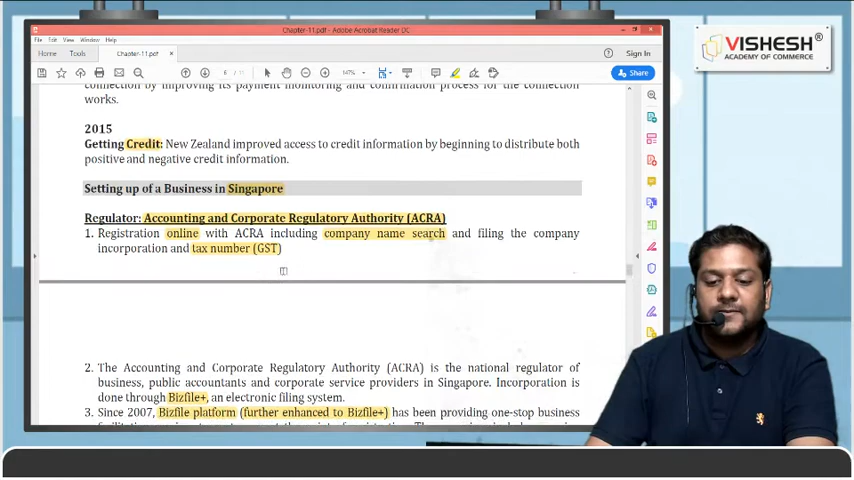 Chapter-11.pdf - Adobe Acrobat Reader DC
File Edit View Window Help
Home Tools Chapter-11.pdf × Sign In
147%
Share
connection by improving its payment monitoring and confirmation process for the connection
works.
2015
Getting Credit: New Zealand improved access to credit information by beginning to distribute both
positive and negative credit information.
Setting up of a Business in Singapore
Regulator: Accounting and Corporate Regulatory Authority (ACRA)
1. Registration online with ACRA including company name search and filing the company
incorporation and tax number (GST)
2. The Accounting and Corporate Regulatory Authority (ACRA) is the national regulator of
business, public accountants and corporate service providers in Singapore. Incorporation is
done through Bizfile+, an electronic filing system.
3. Since 2007, Bizfile platform (further enhanced to Bizfile+) has been providing one-stop business
VISHESH®
ACADEMY OF COMMERCE